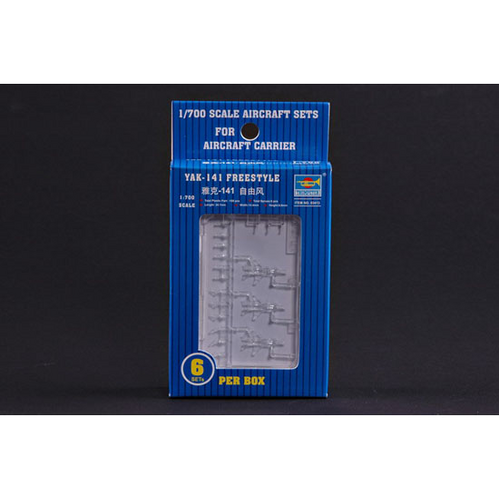 1/700 SCALE AIRCRAFT SETS
FOR
AIRCRAFT CARRIER
YAK-141 FREESTYLE
雅克-141 自由风
1:700
SCALE
6
SETs
PER BOX